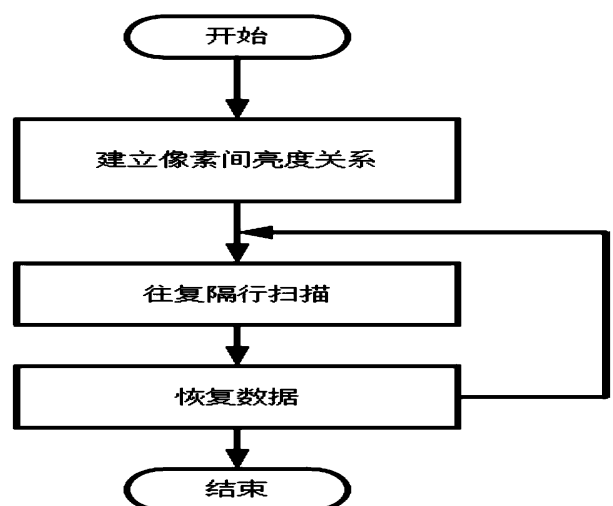 开始
建立像素间亮度关系
往复隔行扫描
恢复数据
结束